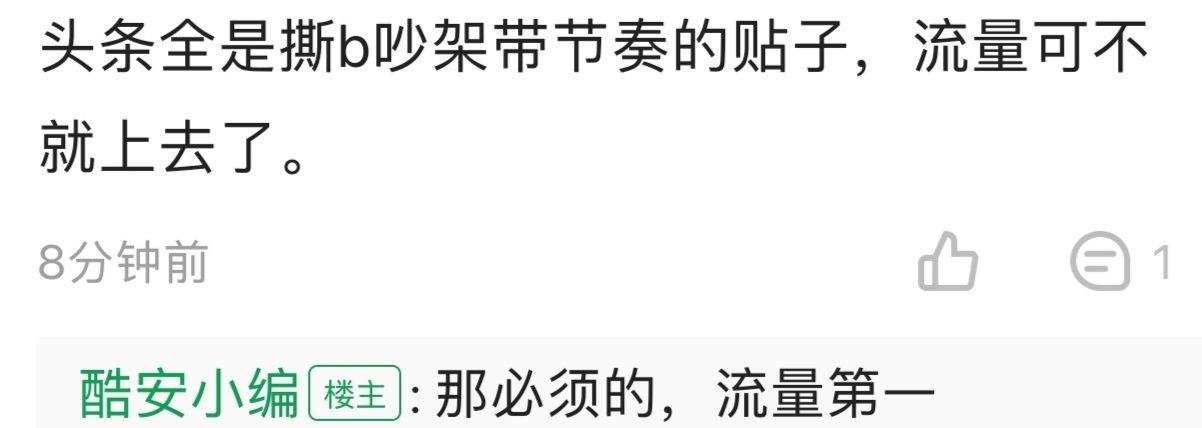 头条全是撕b吵架带节奏的贴子，流量可不
就上去了。
8分钟前
1
酷安小编 楼主: 那必须的，流量第一